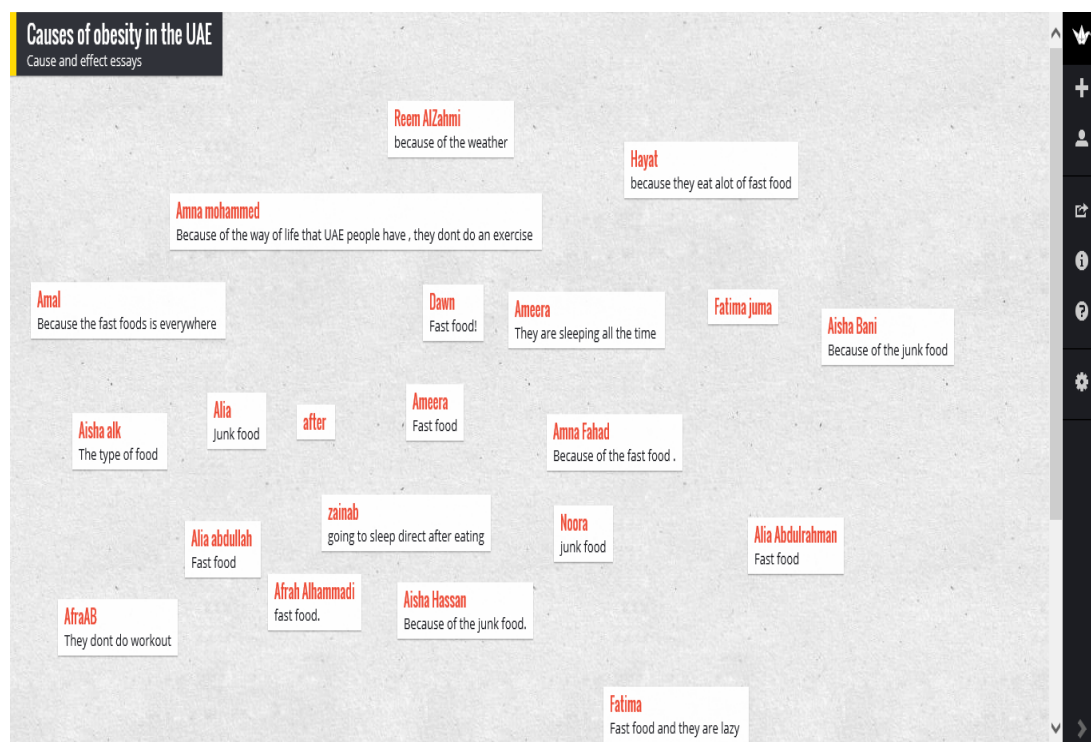 Causes of obesity in the UAE
Cause and effect essays
Reem AlZahmi
because of the weather
Hayat
because they eat alot of fast food
Amna mohammed
Because of the way of life that UAE people have , they dont do an exercise
Amal
Because the fast foods is everywhere
Dawn
Fast food!
Ameera
They are sleeping all the time
Fatima juma
Aisha Bani
Because of the junk food
Aisha alk
The type of food
Alia
Junk food
after
Ameera
Fast food
Amna Fahad
Because of the fast food .
zainab
going to sleep direct after eating
Noora
junk food
Alia abdullah
Fast food
Alia Abdulrahman
Fast food
Afrah Alhammadi
fast food.
Aisha Hassan
Because of the junk food.
AfraAB
They dont do workout
Fatima
Fast food and they are lazy